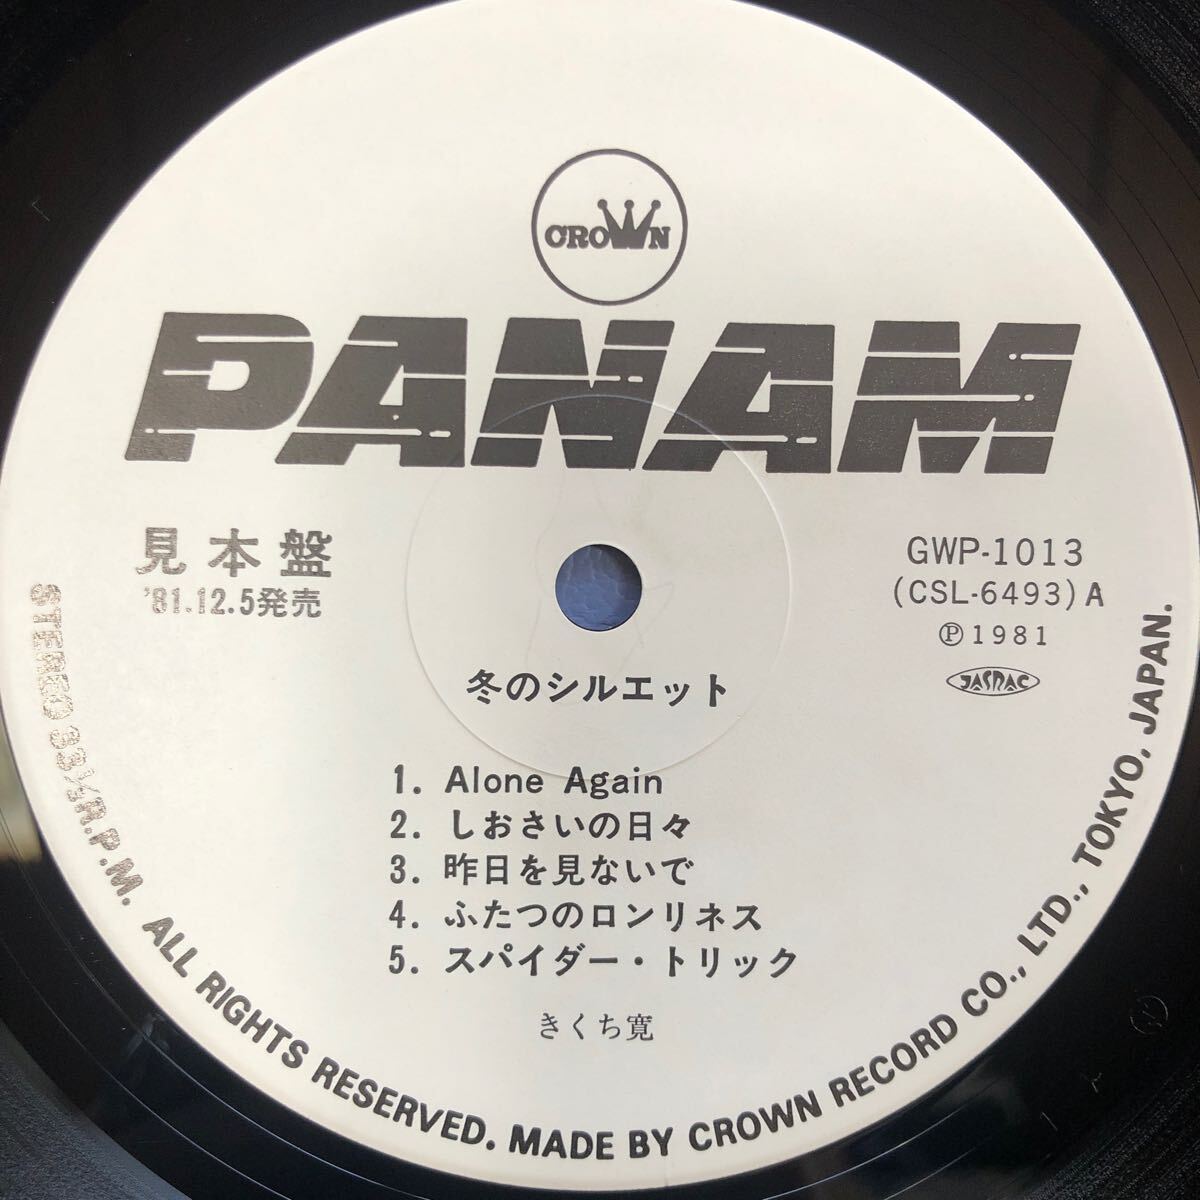 CROWN
PANAM
見本盤
'81.12.5発売
GWP-1013
(CSL-6493) A
Ⓟ1981
JASRAC
冬のシルエット
1. Alone Again
2. しおさいの日々
3. 昨日を見ないで
4. ふたつのロンリネス
5. スパイダー・トリック
きくち寛
STEREO 33⅓R.P.M. ALL RIGHTS RESERVED. MADE BY CROWN RECORD CO., LTD., TOKYO, JAPAN.